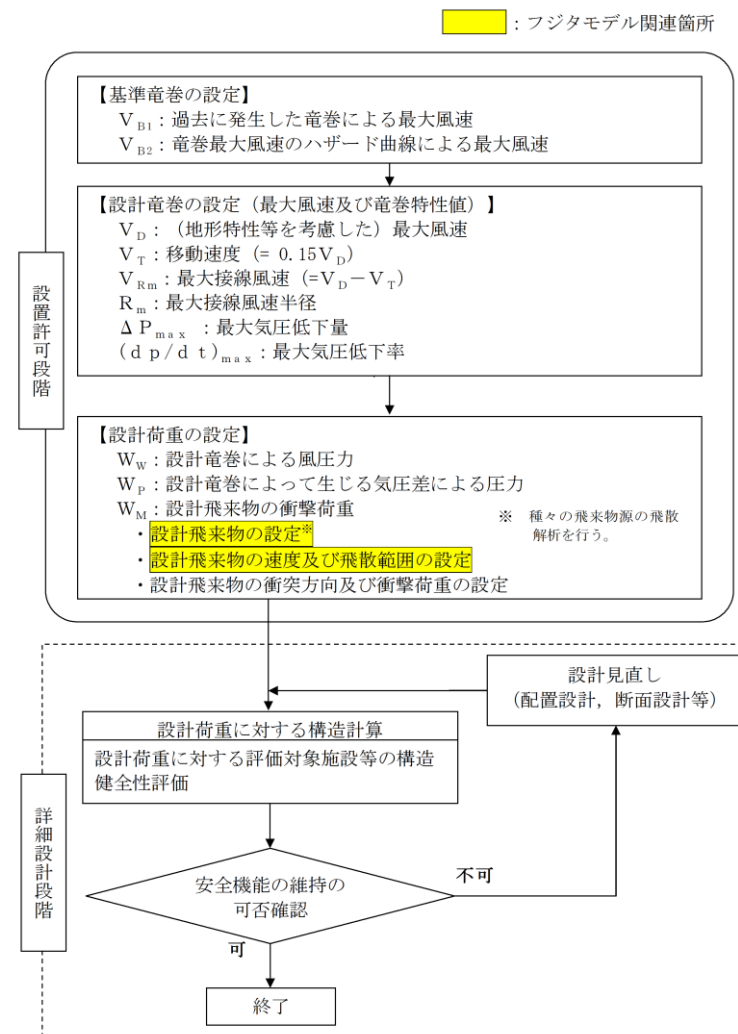 ：フジタモデル関連箇所
【基準竜巻の設定】
V_B1：過去に発生した竜巻による最大風速
V_B2：竜巻最大風速のハザード曲線による最大風速
【設計竜巻の設定（最大風速及び竜巻特性値）】
V_D：（地形特性等を考慮した）最大風速
V_T：移動速度（= 0.15V_D）
V_Rm：最大接線風速（=V_D－V_T）
R_m：最大接線風速半径
ΔP_max：最大気圧低下量
(dp/dt)_max：最大気圧低下率
設置許可段階
【設計荷重の設定】
W_W：設計竜巻による風圧力
W_P：設計竜巻によって生じる気圧差による圧力
W_M：設計飛来物の衝撃荷重
・設計飛来物の設定※
・設計飛来物の速度及び飛散範囲の設定
・設計飛来物の衝突方向及び衝撃荷重の設定
※　種々の飛来物源の飛散
解析を行う。
設計見直し
（配置設計，断面設計等）
設計荷重に対する構造計算
設計荷重に対する評価対象施設等の構造
健全性評価
詳細設計段階
安全機能の維持の
可否確認
不可
可
終了